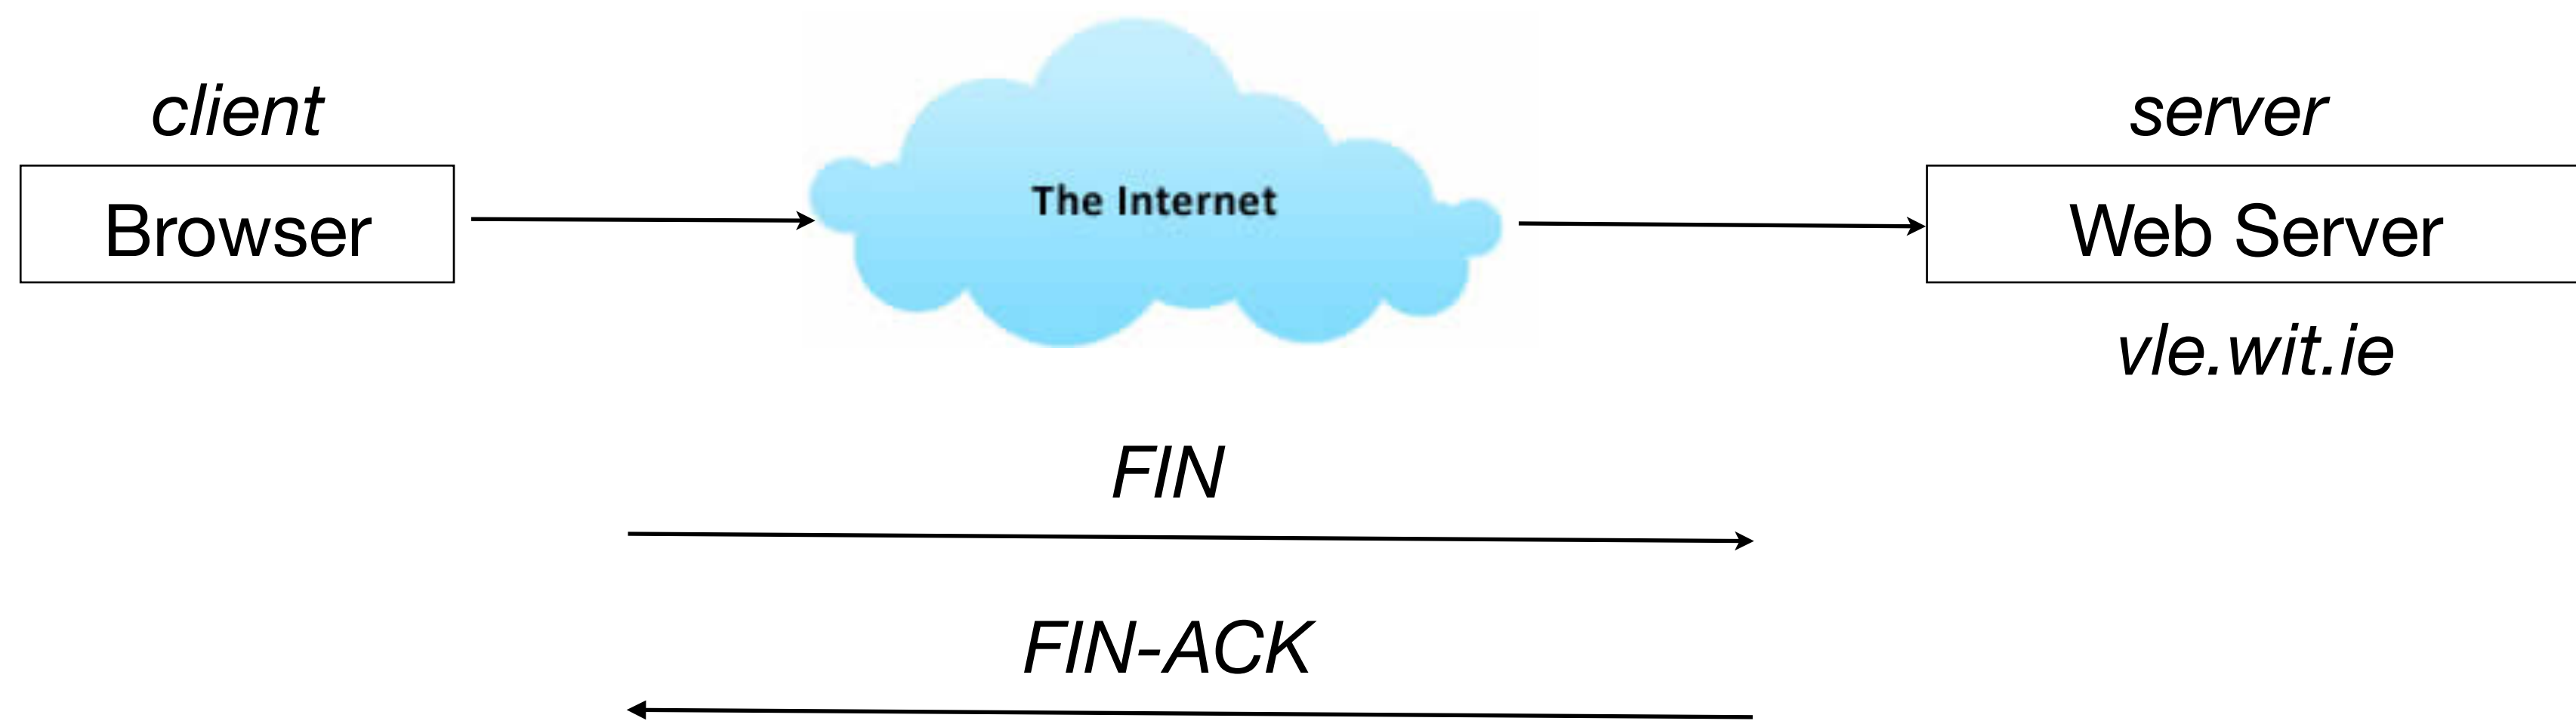 client
server
Browser
The Internet
Web Server
vle.wit.ie
FIN
FIN-ACK